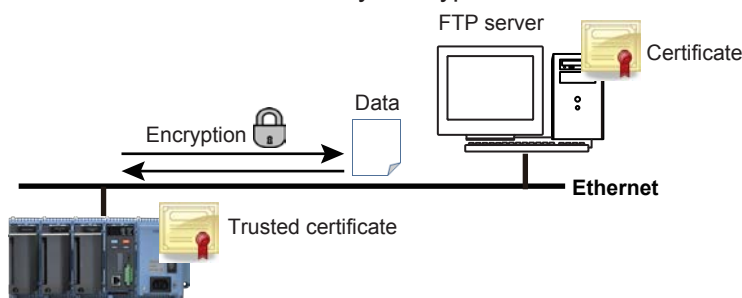 FTP server
Certificate
Data
Encryption
Ethernet
Trusted certificate